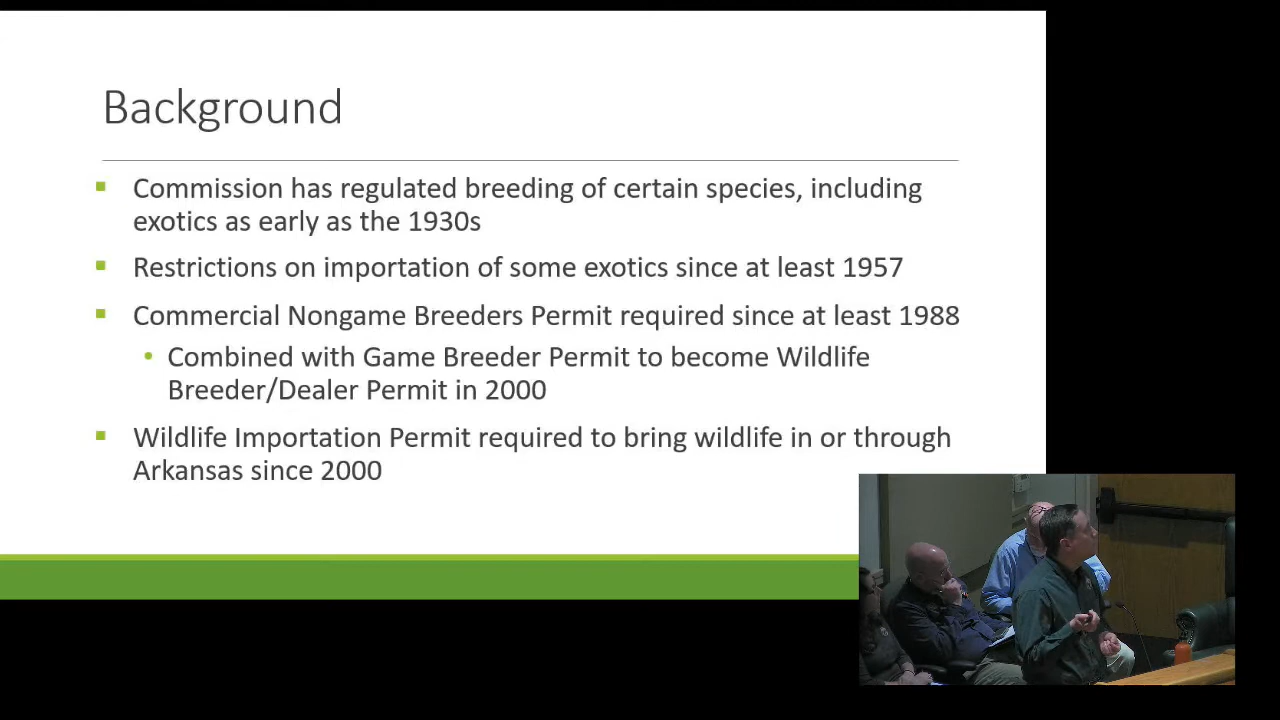 Background
Commission has regulated breeding of certain species, including
exotics as early as the 1930s
Restrictions on importation of some exotics since at least 1957
Commercial Nongame Breeders Permit required since at least 1988
Combined with Game Breeder Permit to become Wildlife
Breeder/Dealer Permit in 2000
Wildlife Importation Permit required to bring wildlife in or through
Arkansas since 2000